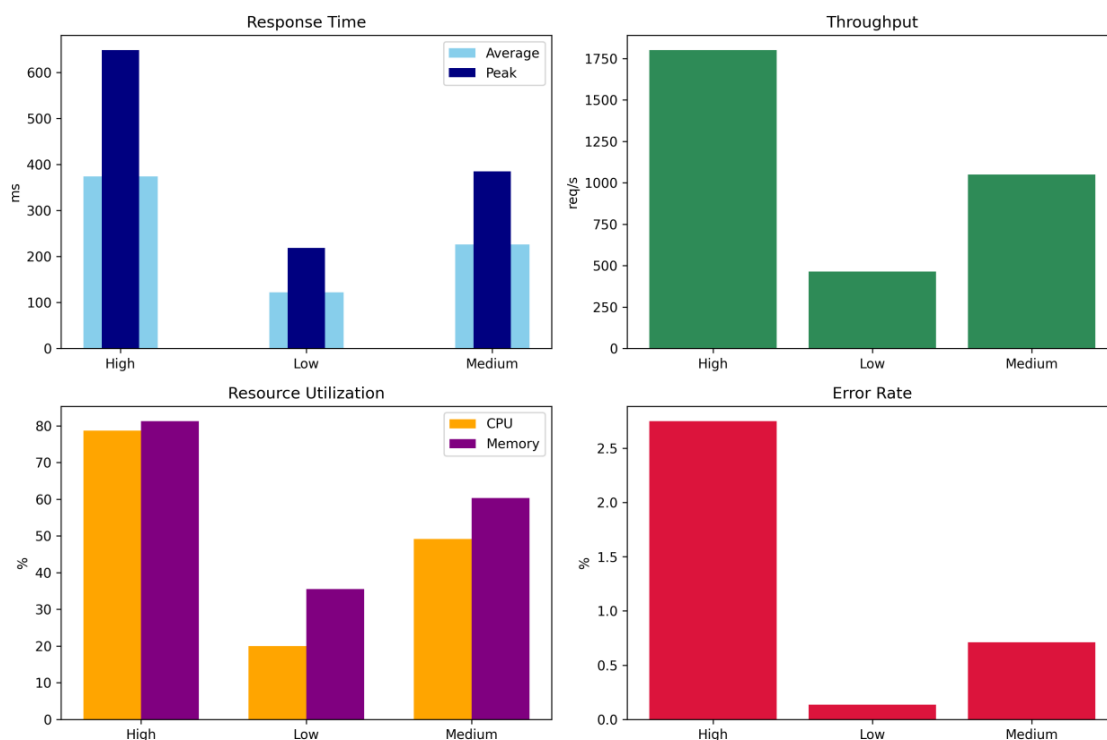 Response Time
Average
Peak
600
500
400
300
200
100
0
ms
High
Low
Medium
Throughput
1750
1500
1250
1000
750
500
250
0
req/s
High
Low
Medium
Resource Utilization
CPU
Memory
80
70
60
50
40
30
20
10
0
%
High
Low
Medium
Error Rate
2.5
2.0
1.5
1.0
0.5
0.0
%
High
Low
Medium